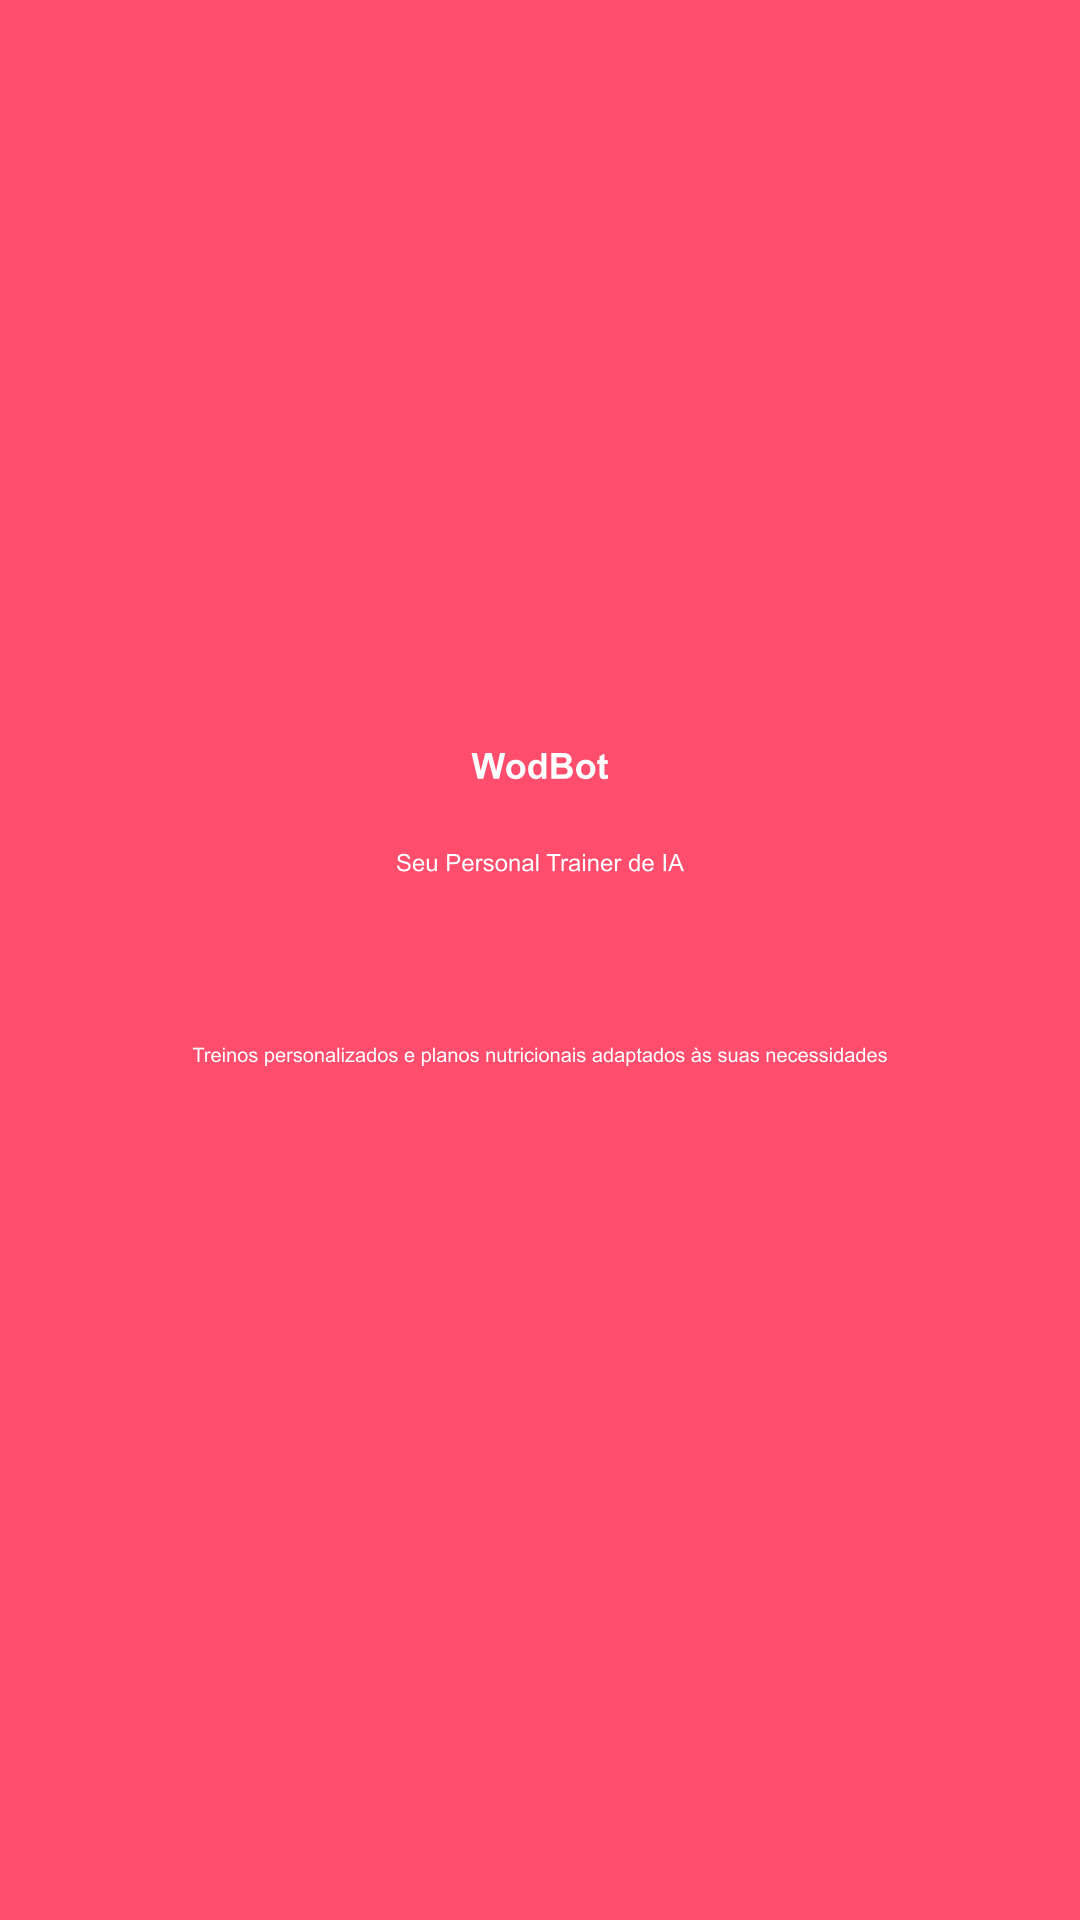 WodBot
Seu Personal Trainer de IA
Treinos personalizados e planos nutricionais adaptados às suas necessidades